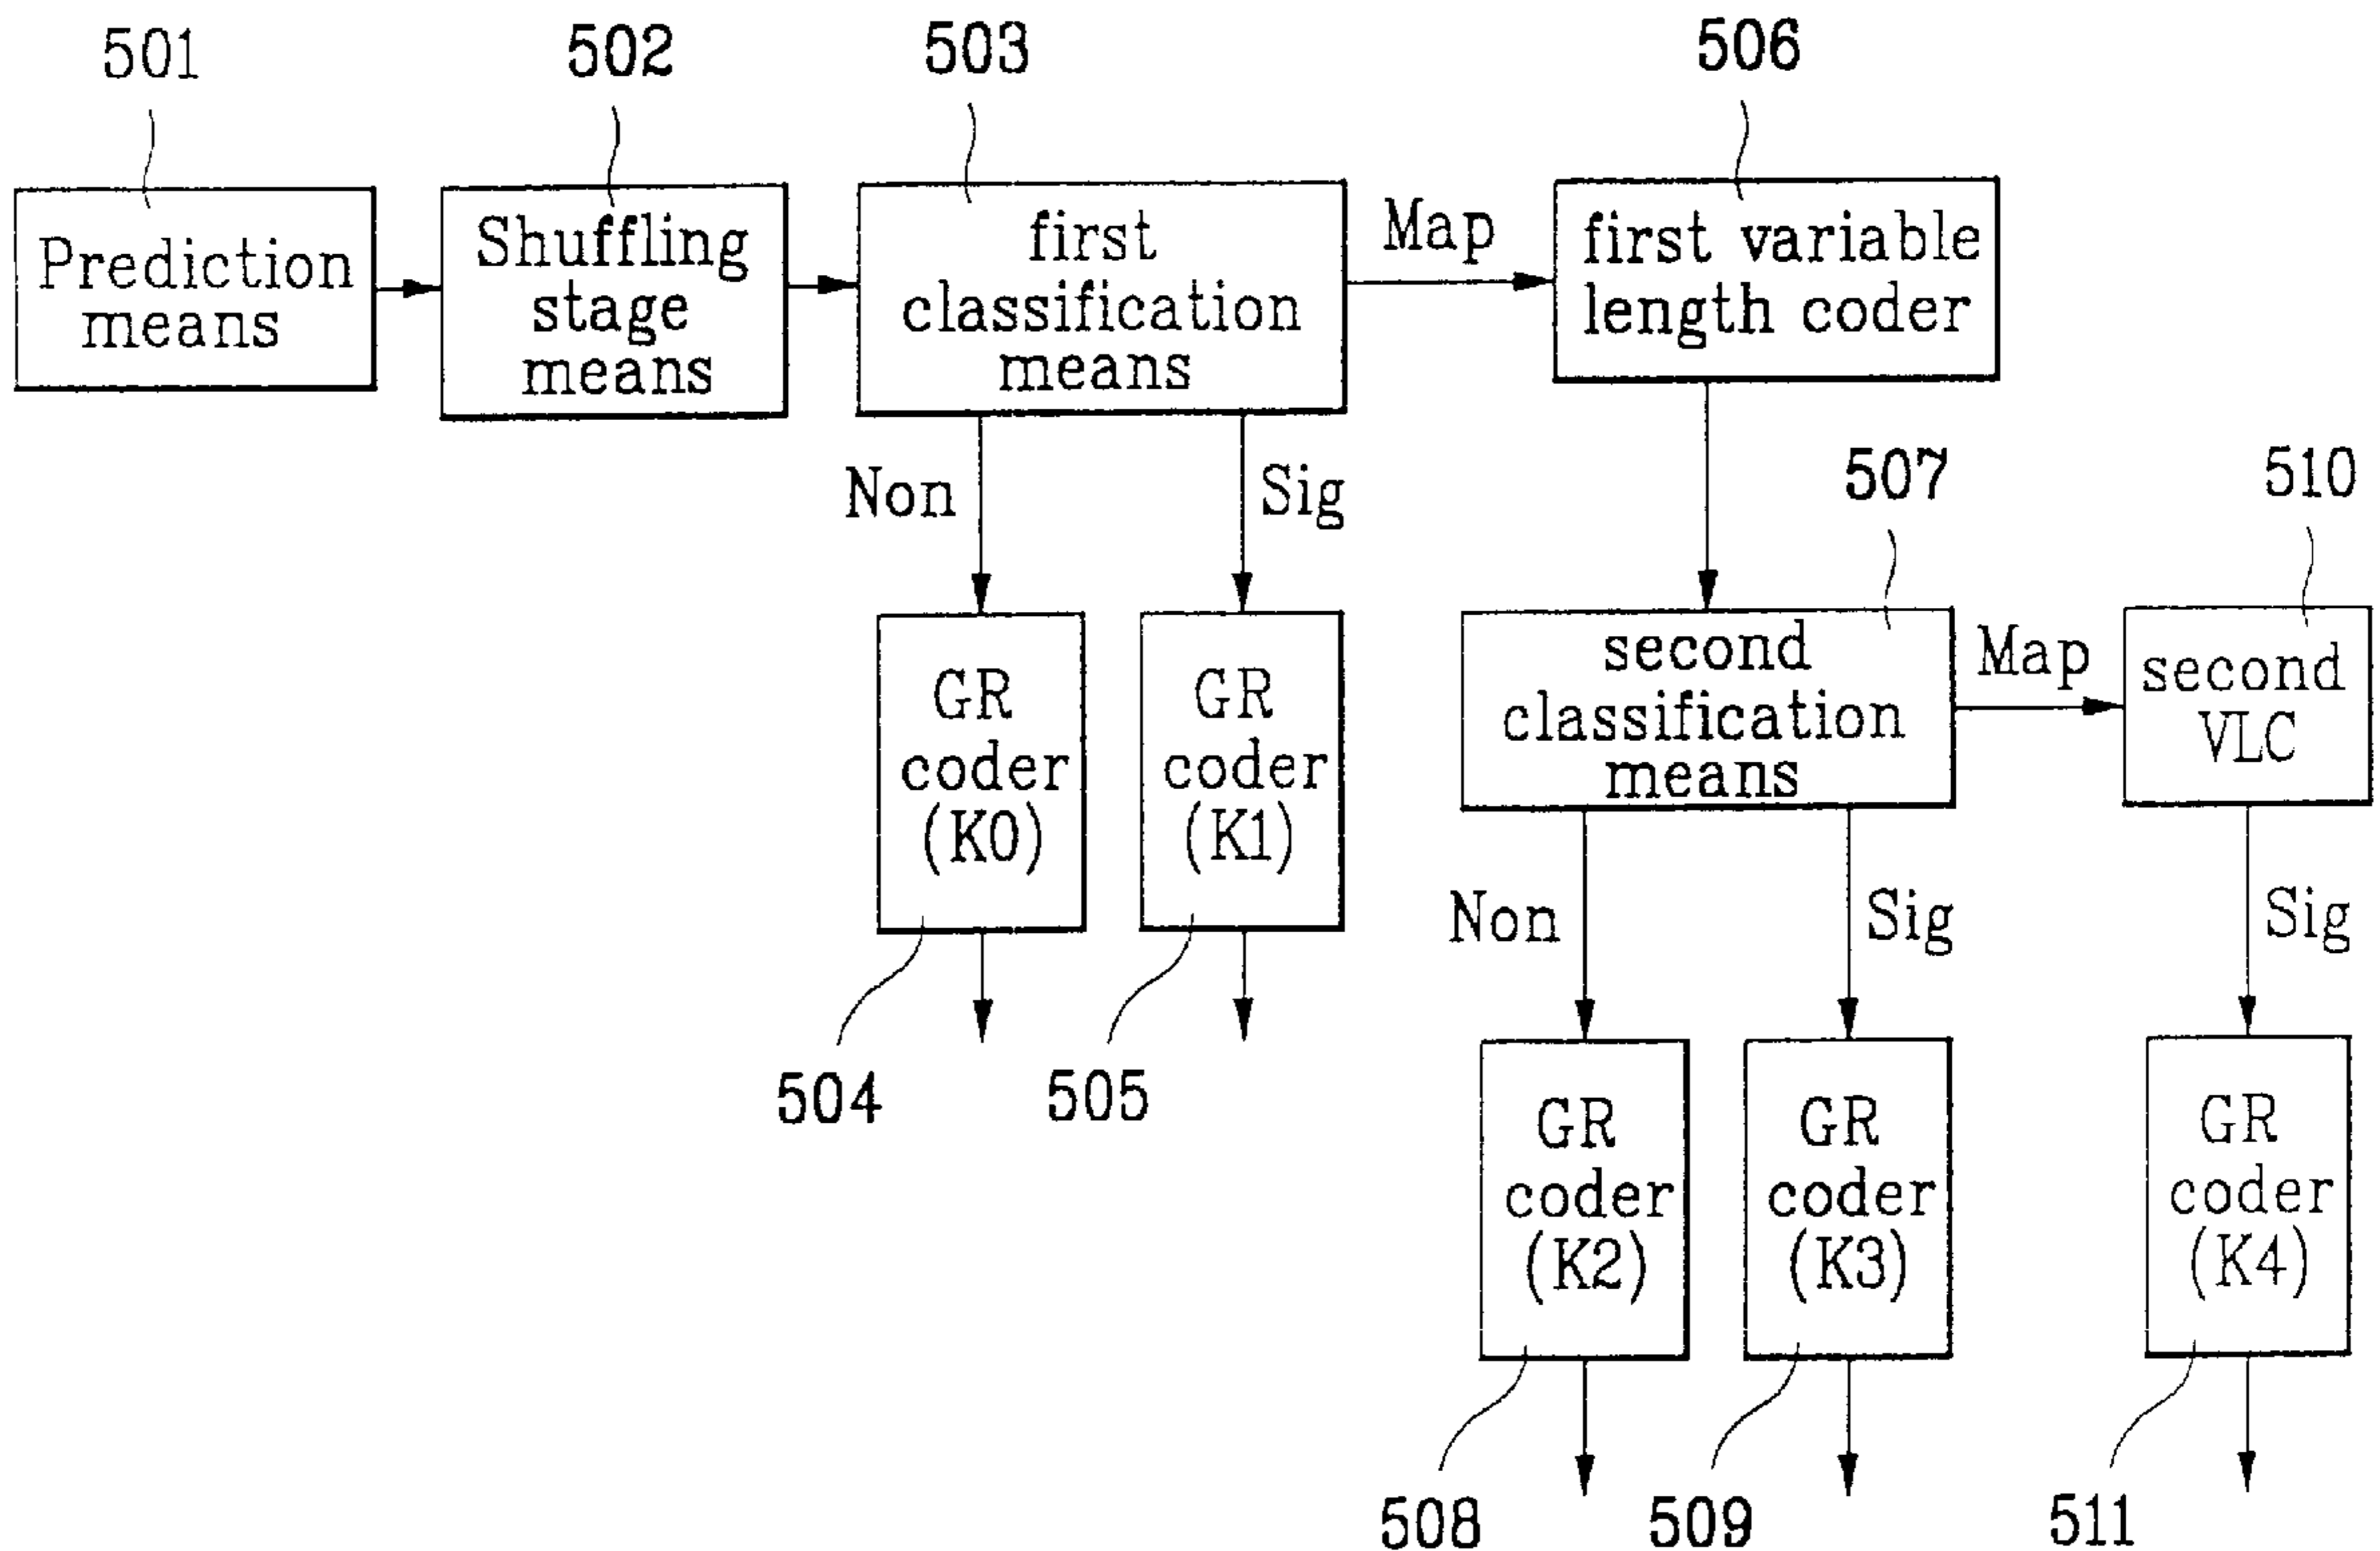 501
502
503
506
Prediction
means
Shuffling
stage
means
first
classification
means
Map
first variable
length coder
Non
Sig
507
510
GR
coder
(K0)
GR
coder
(K1)
second
classification
means
Map
second
VLC
504
505
Non
Sig
Sig
GR
coder
(K2)
GR
coder
(K3)
GR
coder
(K4)
508
509
511